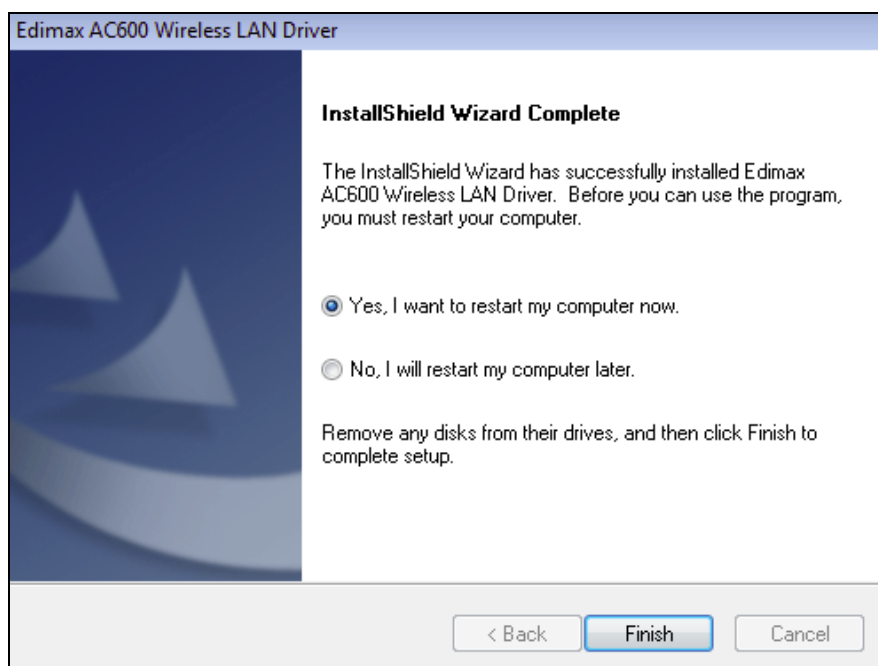 Edimax AC600 Wireless LAN Driver
InstallShield Wizard Complete
The InstallShield Wizard has successfully installed Edimax
AC600 Wireless LAN Driver.  Before you can use the program,
you must restart your computer.
Yes, I want to restart my computer now.
No, I will restart my computer later.
Remove any disks from their drives, and then click Finish to
complete setup.
< Back Finish Cancel